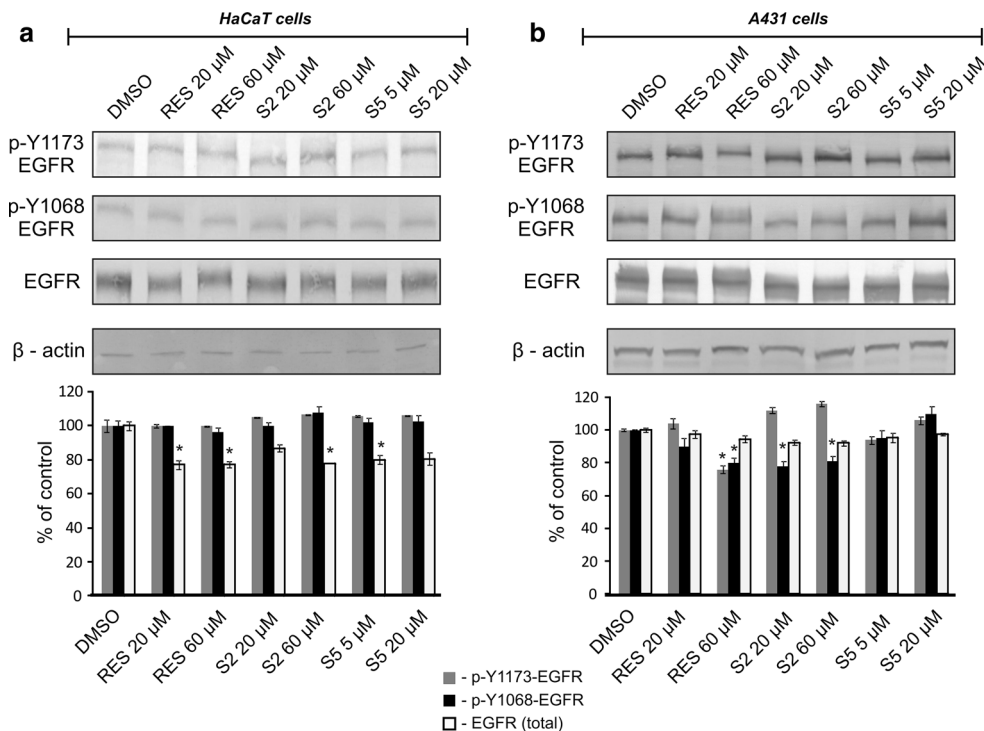 a
HaCaT cells
DMSO
RES 20 µM
RES 60 µM
S2 20 µM
S2 60 µM
S5 5 µM
S5 20 µM
p-Y1173
EGFR
p-Y1068
EGFR
EGFR
β - actin
120
100
80
60
40
20
0
% of control
* * * *
DMSO
RES 20 µM
RES 60 µM
S2 20 µM
S2 60 µM
S5 5 µM
S5 20 µM
b
A431 cells
DMSO
RES 20 µM
RES 60 µM
S2 20 µM
S2 60 µM
S5 5 µM
S5 20 µM
p-Y1173
EGFR
p-Y1068
EGFR
EGFR
β - actin
120
100
80
60
40
20
0
% of control
* * * *
DMSO
RES 20 µM
RES 60 µM
S2 20 µM
S2 60 µM
S5 5 µM
S5 20 µM
- p-Y1173-EGFR
- p-Y1068-EGFR
- EGFR (total)